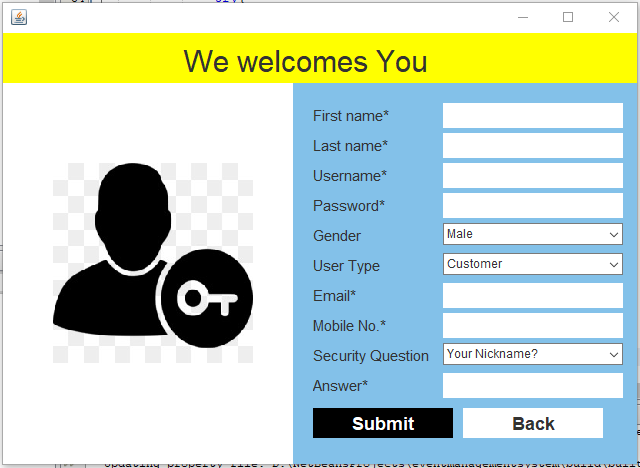 We welcomes You
First name*
Last name*
Username*
Password*
Gender Male
User Type Customer
Email*
Mobile No.*
Security Question Your Nickname?
Answer*
Submit Back